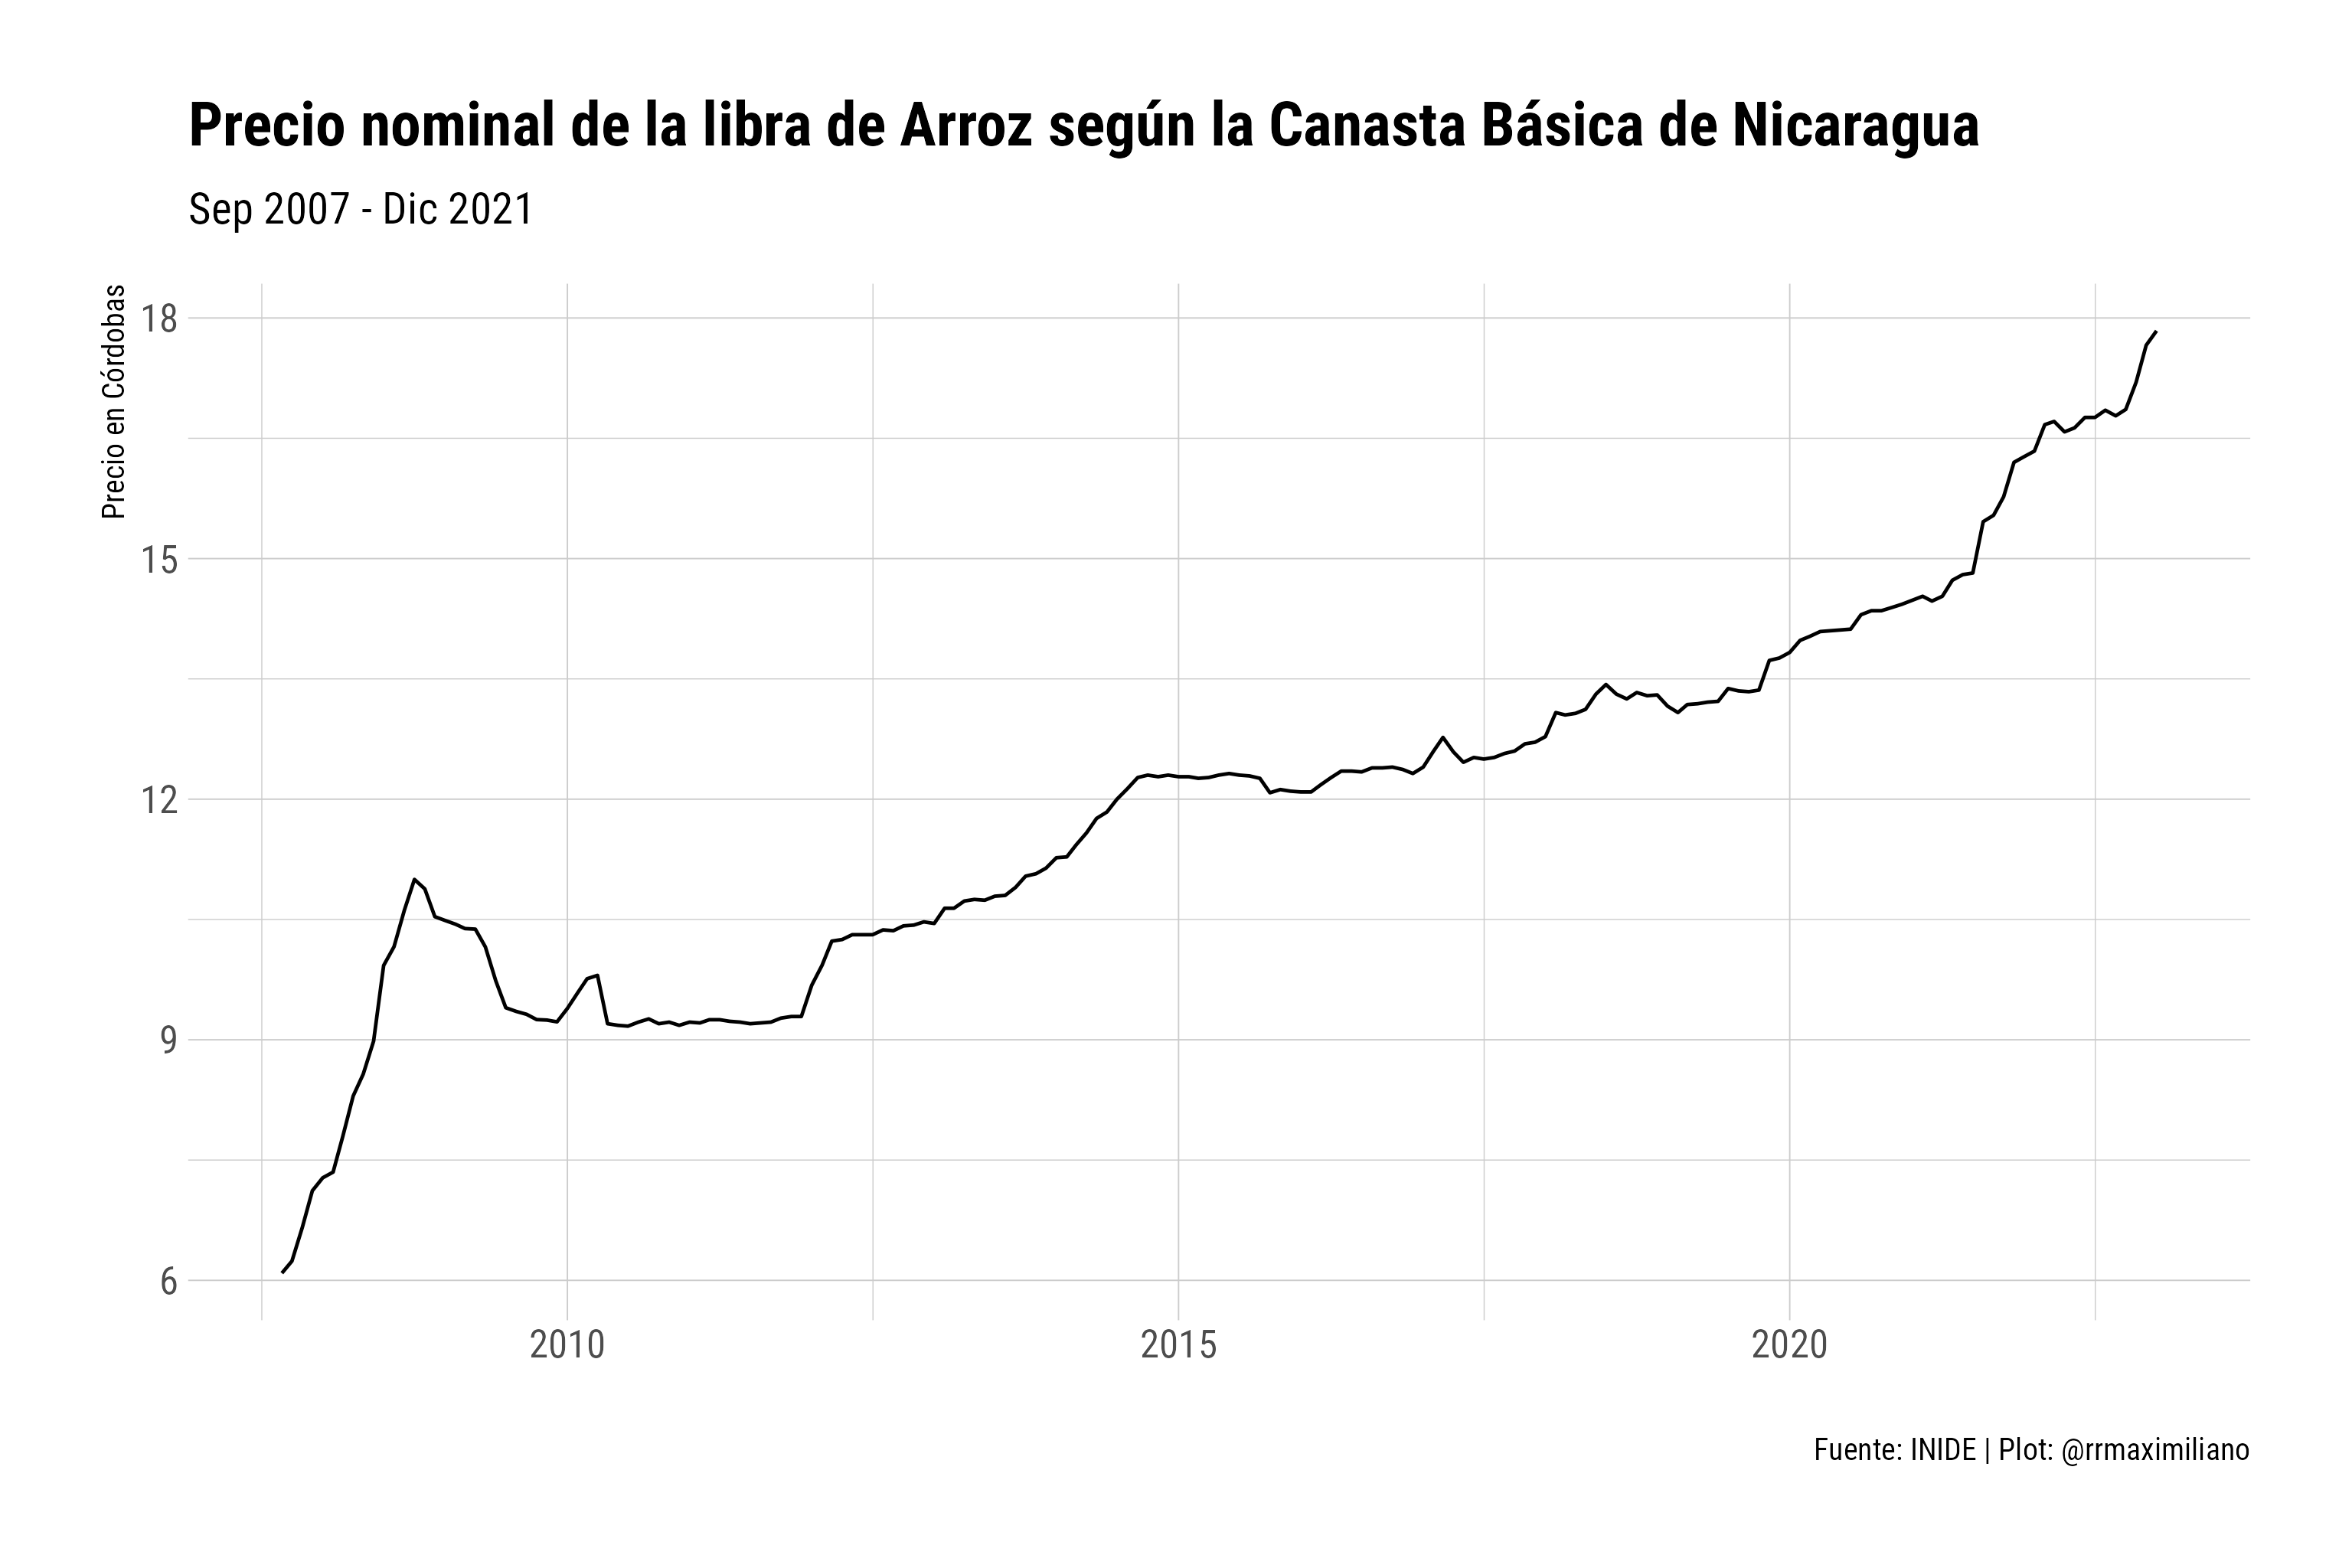 Precio nominal de la libra de Arroz según la Canasta Básica de Nicaragua
Sep 2007 - Dic 2021
Precio en Córdobas
18
15
12
9
6
2010
2015
2020
Fuente: INIDE | Plot: @rrmaximiliano